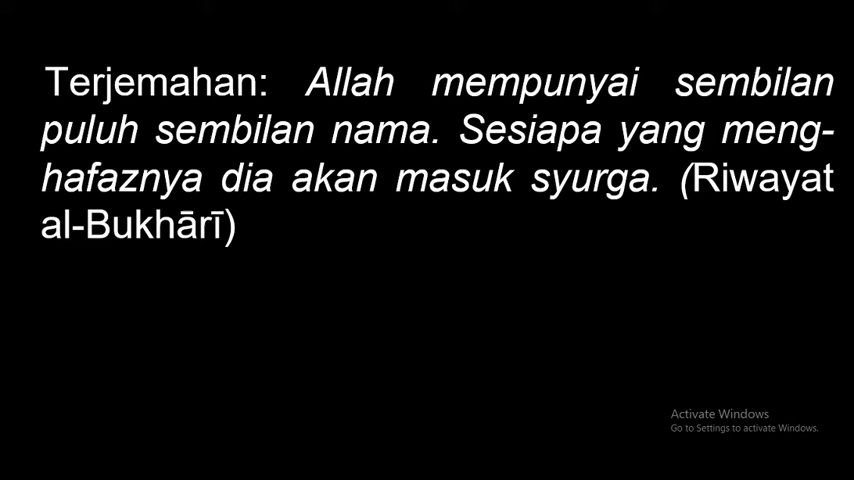 Terjemahan: Allah mempunyai sembilan
puluh sembilan nama. Sesiapa yang meng-
hafaznya dia akan masuk syurga. (Riwayat
al-Bukhārī)
Activate Windows
Go to Settings to activate Windows.